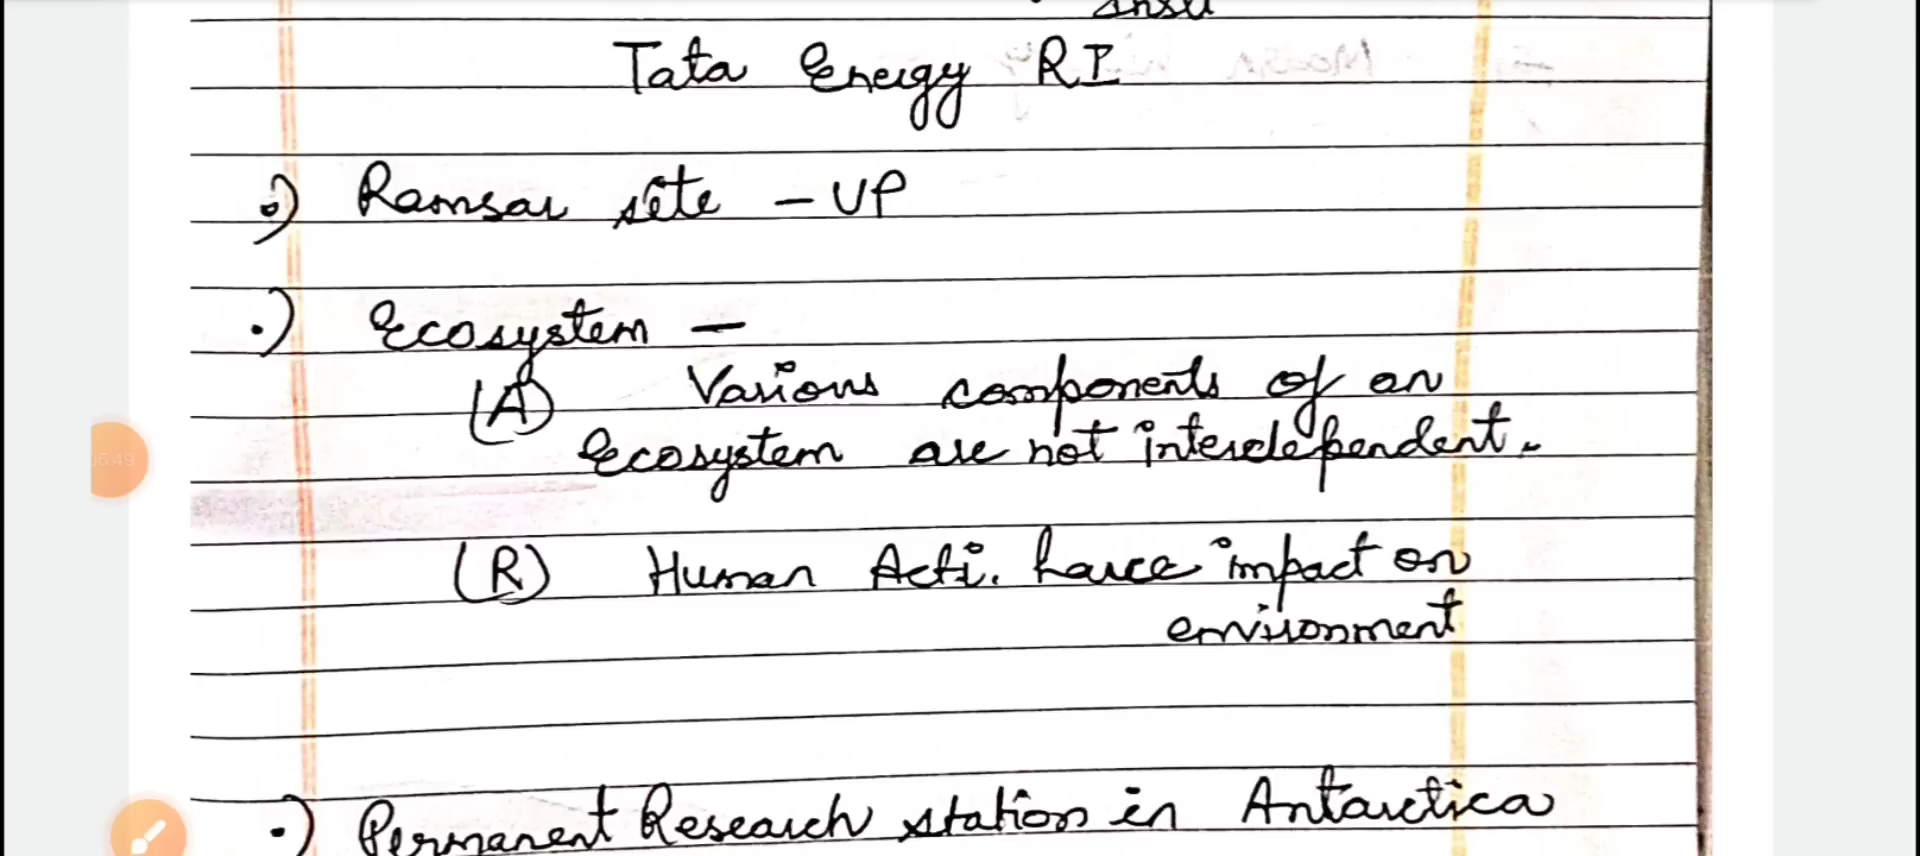 Tata Energy RI
•) Ramsar site - UP
•) Ecosystem -
(A) Various components of an
Ecosystem are not interdependent.
(R) Human Acti. have impact on
environment
•) Permanent Research station in Antarctica